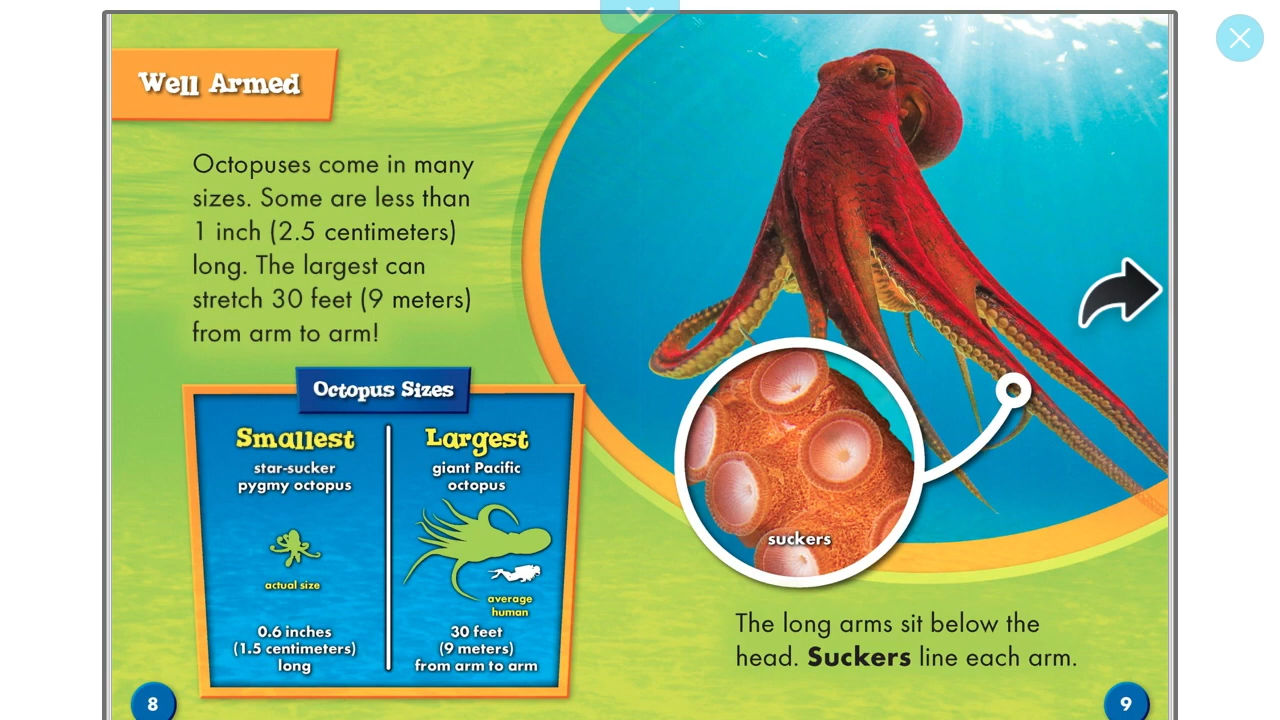 Well Armed
Octopuses come in many
sizes. Some are less than
1 inch (2.5 centimeters)
long. The largest can
stretch 30 feet (9 meters)
from arm to arm!
Octopus Sizes
Smallest
star-sucker
pygmy octopus
actual size
0.6 inches
(1.5 centimeters)
long
Largest
giant Pacific
octopus
average
human
30 feet
(9 meters)
from arm to arm
8
suckers
The long arms sit below the
head. Suckers line each arm.
9